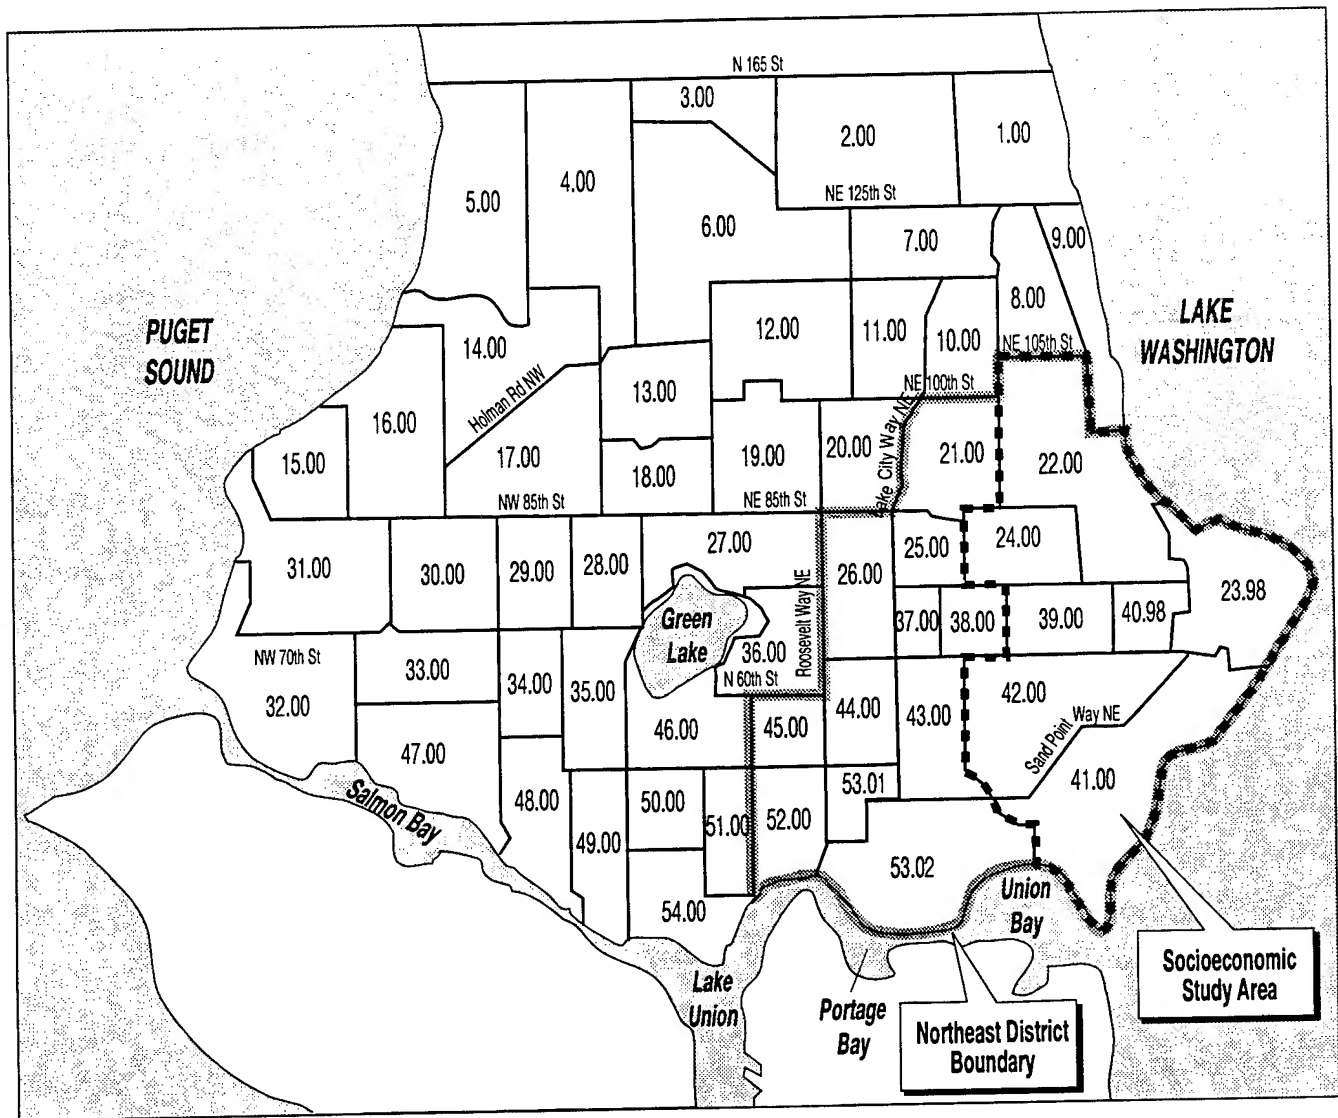 N 165 St
3.00
2.00
1.00
4.00
5.00
NE 125th St
6.00
7.00
9.00
8.00
PUGET
SOUND
LAKE
WASHINGTON
12.00
11.00
10.00
NE 105th St
14.00
13.00
NE 100th St
Holman Rd NW
16.00
15.00
17.00
18.00
19.00
20.00
Lake City Way NE
21.00
22.00
NW 85th St
NE 85th St
31.00
30.00
29.00
28.00
27.00
26.00
25.00
24.00
23.98
Roosevelt Way NE
Green
Lake
37.00
38.00
39.00
40.98
36.00
N 60th St
NW 70th St
33.00
34.00
35.00
32.00
46.00
45.00
44.00
43.00
42.00
Sand Point Way NE
41.00
47.00
48.00
Salmon Bay
49.00
50.00
51.00
52.00
53.01
53.02
54.00
Union
Bay
Lake
Union
Portage
Bay
Socioeconomic
Study Area
Northeast District
Boundary